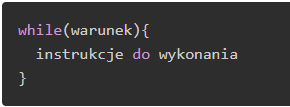 while(warunek){
  instrukcje do wykonania
}